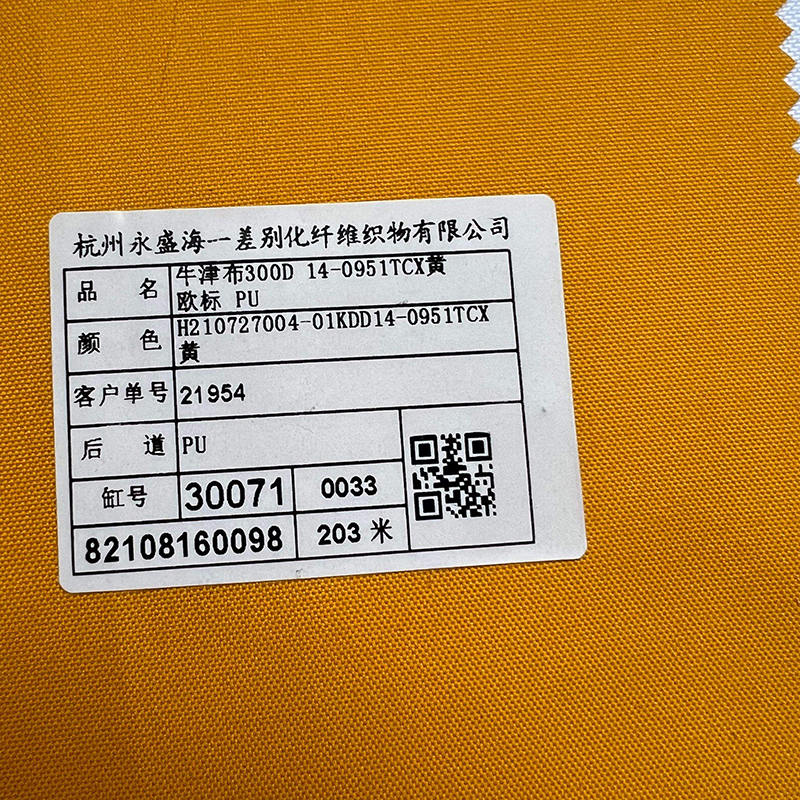 杭州永盛海一差别化纤维织物有限公司
品 名 牛津布300D 14-0951TCX黄
欧标 PU
颜 色 H210727004-01KDD14-0951TCX
黄
客户单号 21954
后 道 PU
缸号 30071 0033
82108160098 203 米